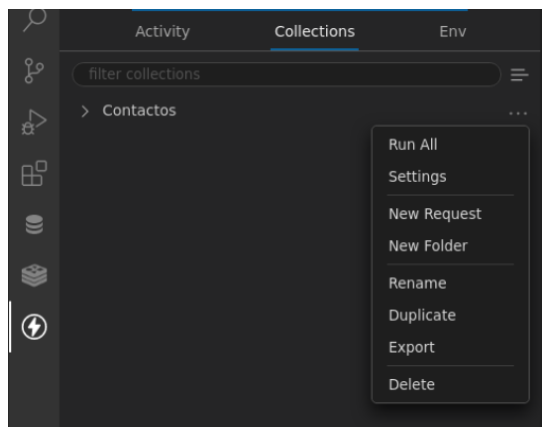 Activity Collections Env
filter collections
Contactos
Run All
Settings
New Request
New Folder
Rename
Duplicate
Export
Delete